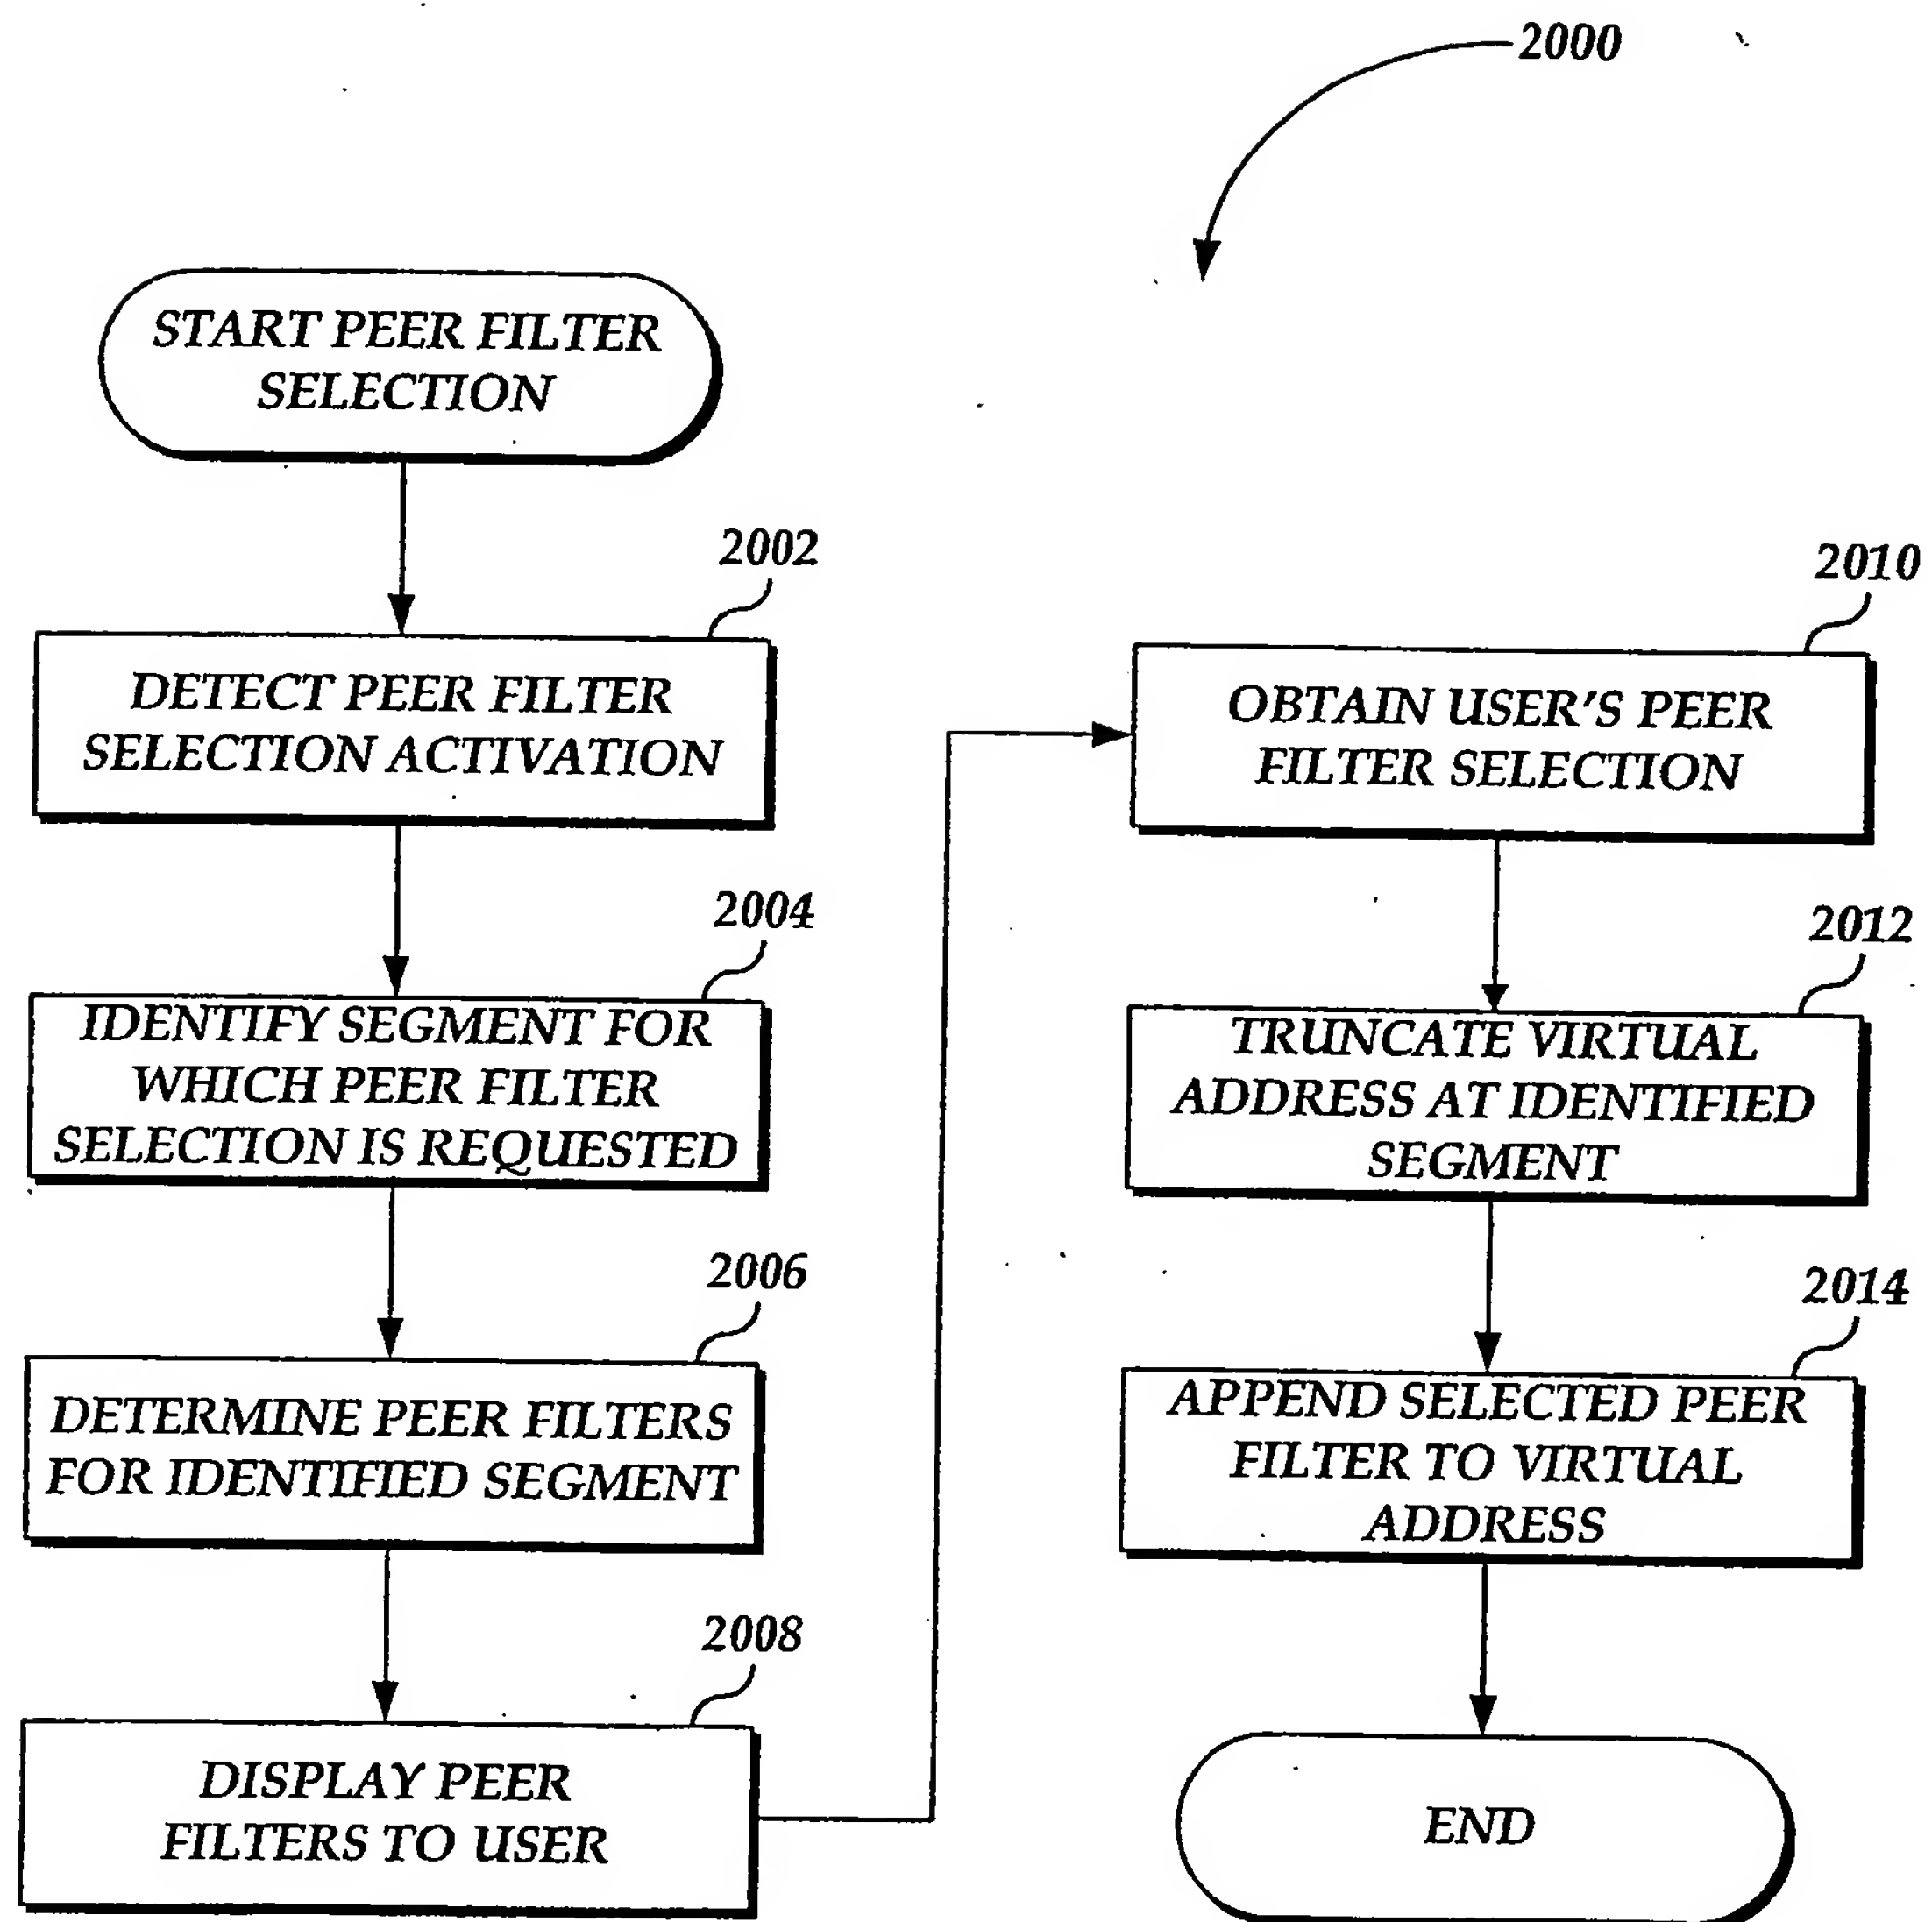 2000
START PEER FILTER
SELECTION
2002
DETECT PEER FILTER
SELECTION ACTIVATION
2004
IDENTIFY SEGMENT FOR
WHICH PEER FILTER
SELECTION IS REQUESTED
2006
DETERMINE PEER FILTERS
FOR IDENTIFIED SEGMENT
2008
DISPLAY PEER
FILTERS TO USER
2010
OBTAIN USER'S PEER
FILTER SELECTION
2012
TRUNCATE VIRTUAL
ADDRESS AT IDENTIFIED
SEGMENT
2014
APPEND SELECTED PEER
FILTER TO VIRTUAL
ADDRESS
END